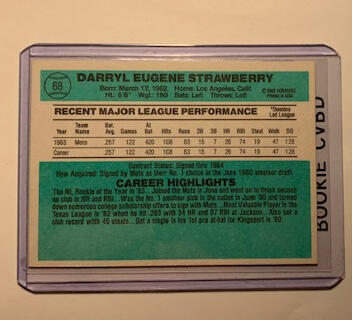 68
DARRYL EUGENE STRAWBERRY
Born: March 12, 1962 Home: Los Angeles, Calif.
Ht.: 6'6" Wgt.: 190 Bats: Left Throws: Left
Printed in U.S.A.
RECENT MAJOR LEAGUE PERFORMANCE
*Denotes Led League
Year Team Name Bat. Avg. Games At Bat Hits Runs 2B 3B HR RBI Steal Walk SO
1983 Mets .257 122 420 108 63 15 7 26 74 19 47 128
Career .257 122 420 108 63 15 7 26 74 19 47 128
Contract Status: Signed thru 1984
How Acquired: Signed by Mets as their No. 1 choice in the June 1980 amateur draft.
CAREER HIGHLIGHTS
The NL Rookie of the Year in '83... Joined the Mets in June and went on to finish second
on club in HR and RBI... Was the No. 1 amateur pick in the nation in June '80 and
turned down numerous college scholarship offers to sign with Mets... Most Valuable Player in
Texas League in '82 when he hit .283 with 34 HR and 97 RBI at Jackson... Also set a
club record with 45 steals... Got a single in his 1st pro at-bat for Kingsport in '80.
ROOKIE CARD